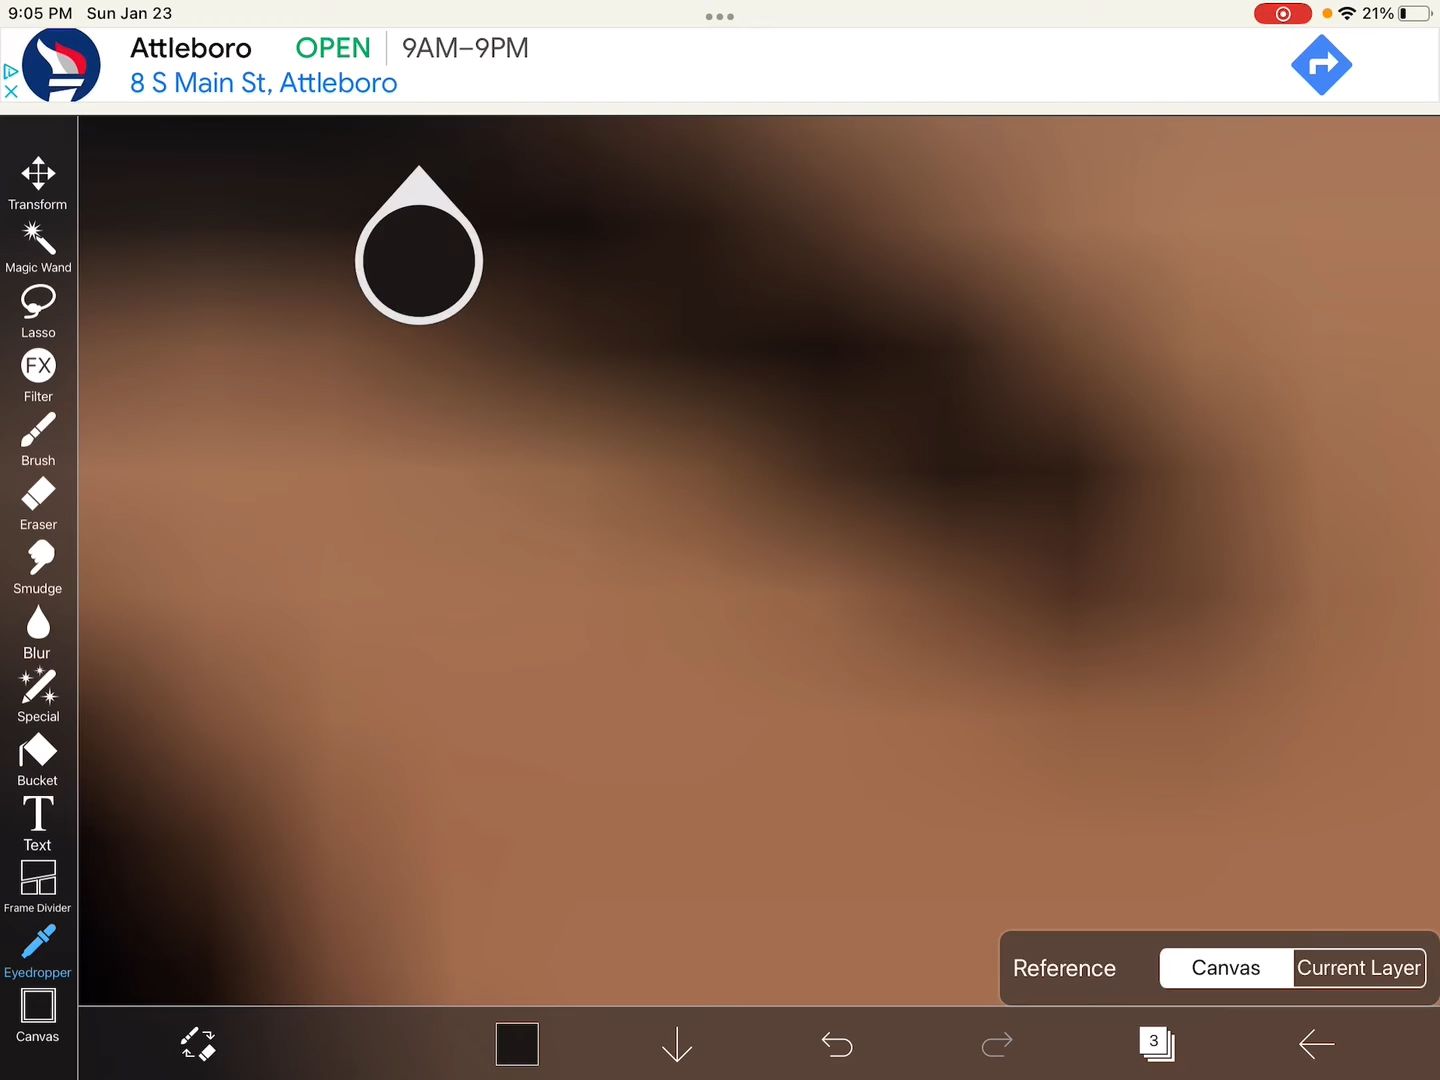 9:05 PM Sun Jan 23
21%
Attleboro OPEN 9AM–9PM
8 S Main St, Attleboro
Transform
Magic Wand
Lasso
FX
Filter
Brush
Eraser
Smudge
Blur
Special
Bucket
T
Text
Frame Divider
Eyedropper
Canvas
Reference Canvas Current Layer
3